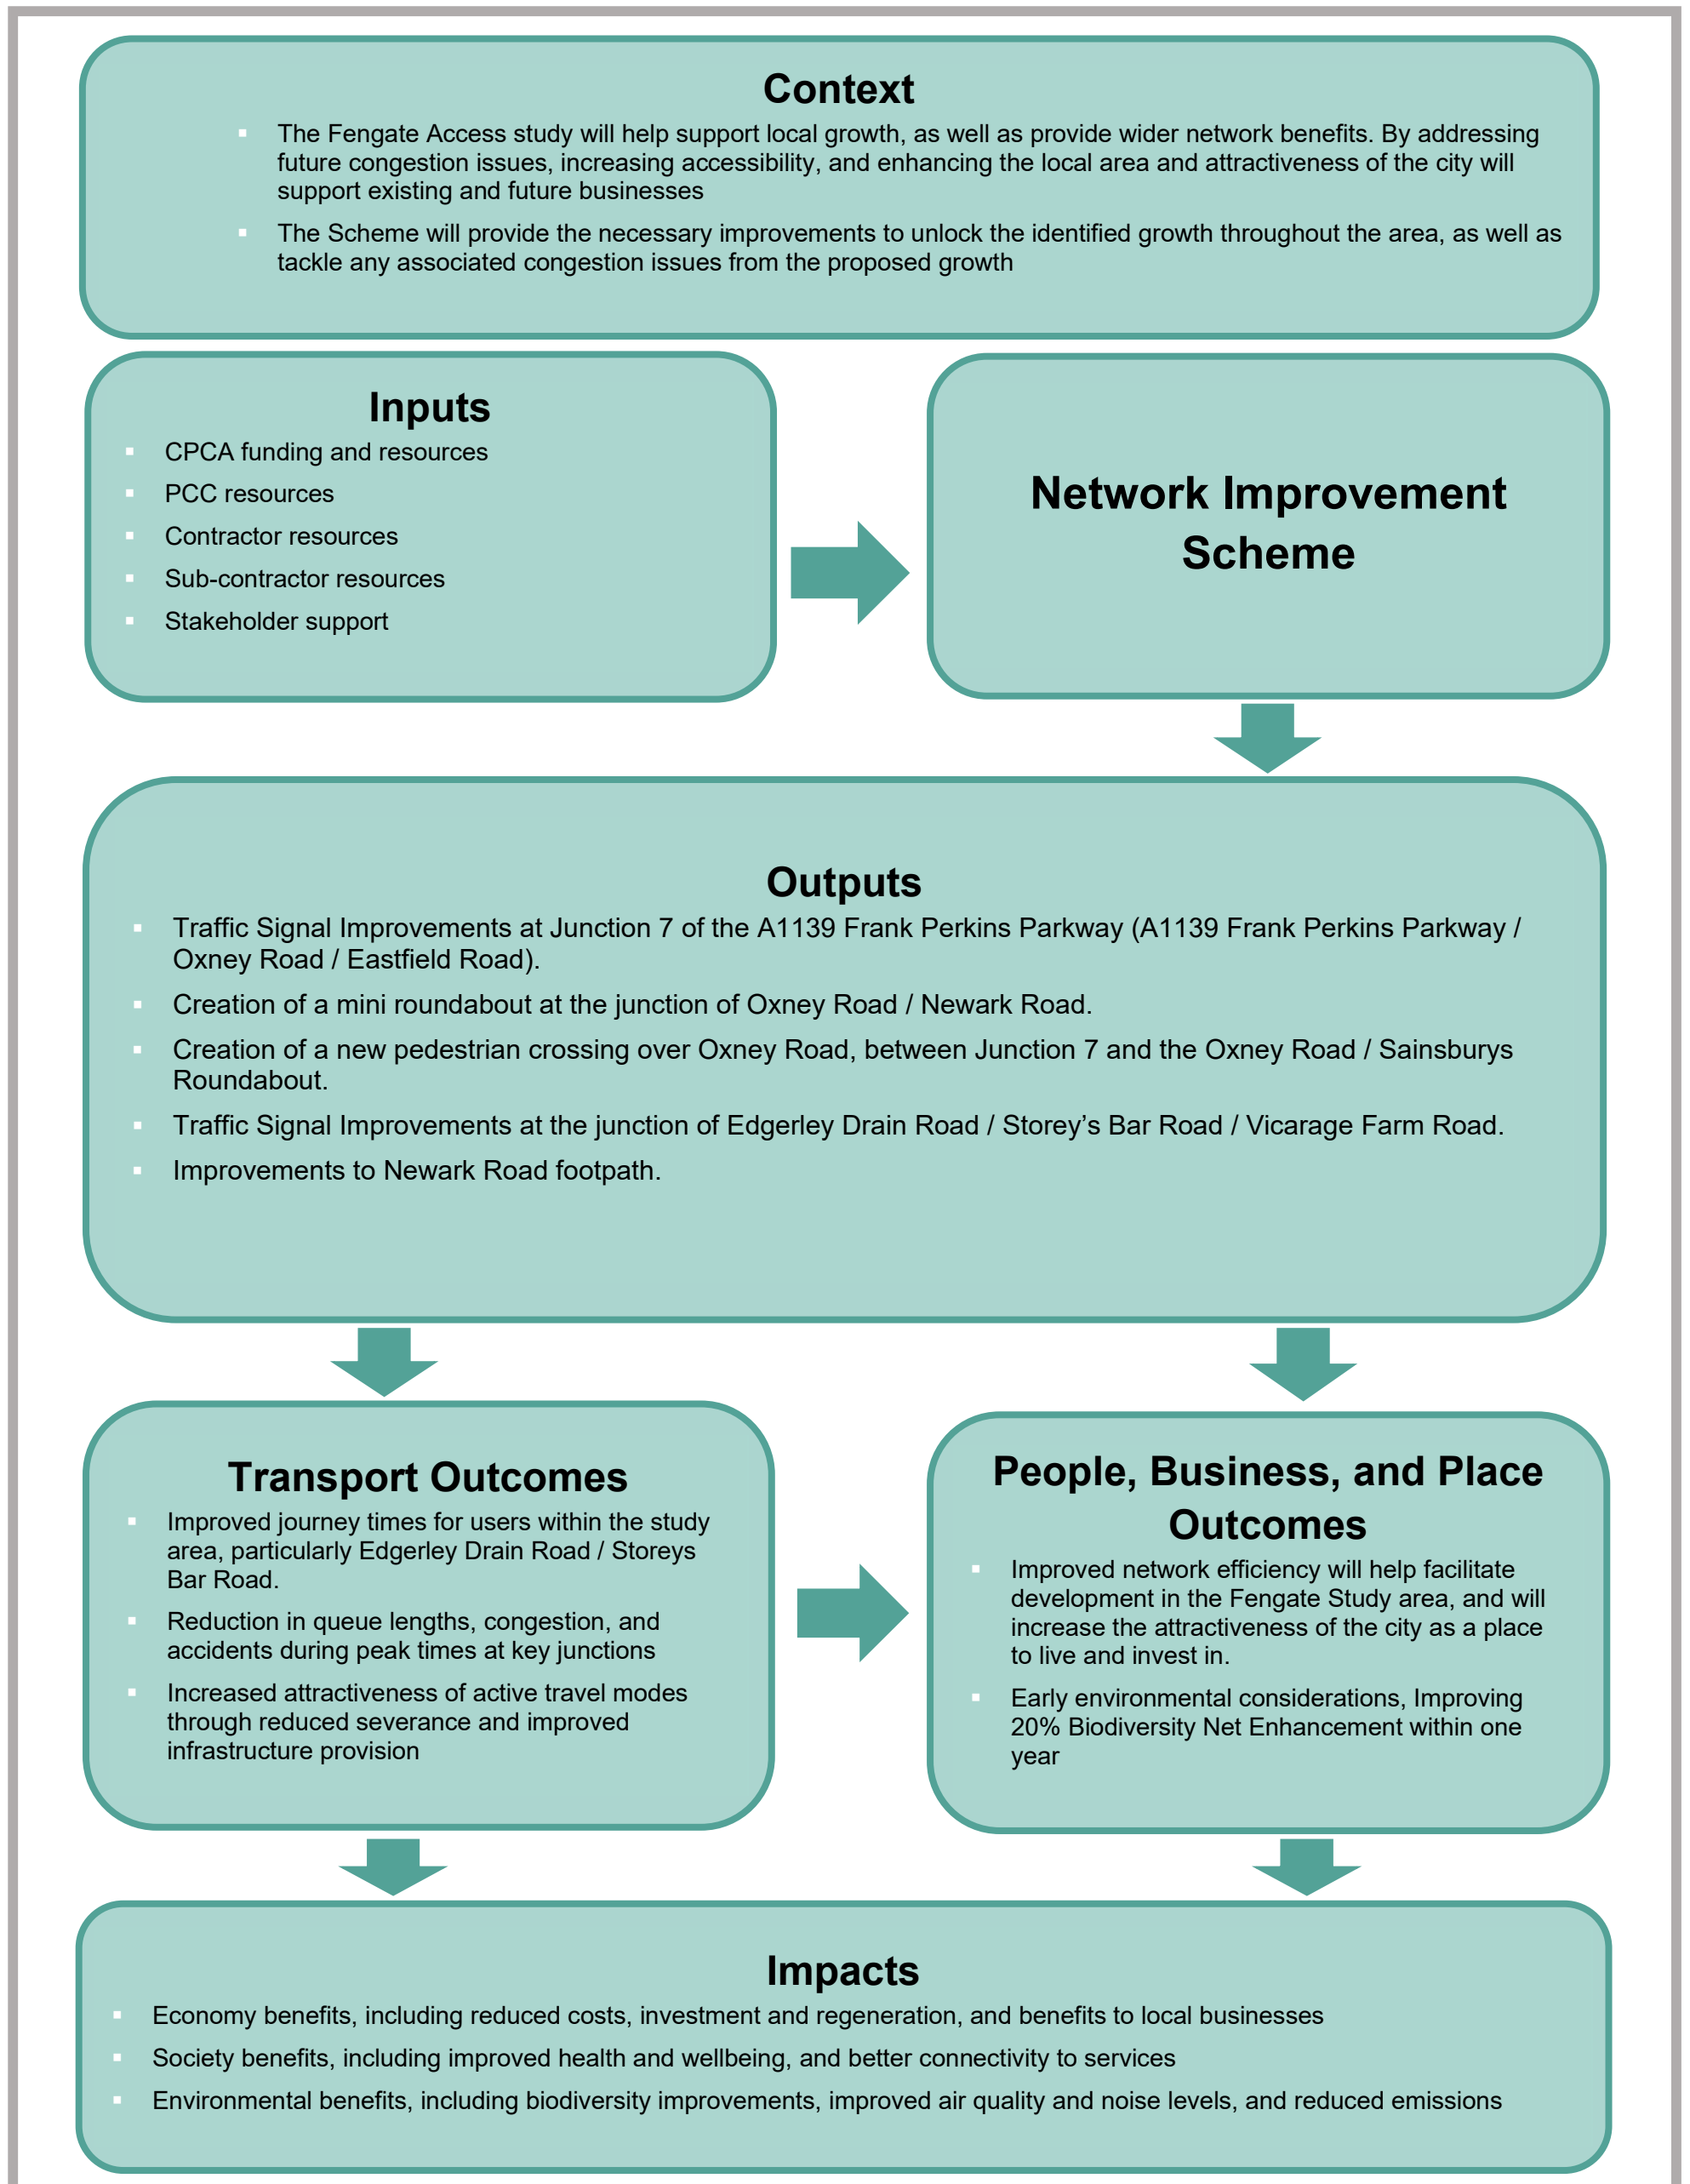 Context
▪ The Fengate Access study will help support local growth, as well as provide wider network benefits. By addressing
future congestion issues, increasing accessibility, and enhancing the local area and attractiveness of the city will
support existing and future businesses
▪ The Scheme will provide the necessary improvements to unlock the identified growth throughout the area, as well as
tackle any associated congestion issues from the proposed growth
Inputs
▪ CPCA funding and resources
▪ PCC resources
▪ Contractor resources
▪ Sub-contractor resources
▪ Stakeholder support
Network Improvement
Scheme
Outputs
▪ Traffic Signal Improvements at Junction 7 of the A1139 Frank Perkins Parkway (A1139 Frank Perkins Parkway /
Oxney Road / Eastfield Road).
▪ Creation of a mini roundabout at the junction of Oxney Road / Newark Road.
▪ Creation of a new pedestrian crossing over Oxney Road, between Junction 7 and the Oxney Road / Sainsburys
Roundabout.
▪ Traffic Signal Improvements at the junction of Edgerley Drain Road / Storey’s Bar Road / Vicarage Farm Road.
▪ Improvements to Newark Road footpath.
Transport Outcomes
▪ Improved journey times for users within the study
area, particularly Edgerley Drain Road / Storeys
Bar Road.
▪ Reduction in queue lengths, congestion, and
accidents during peak times at key junctions
▪ Increased attractiveness of active travel modes
through reduced severance and improved
infrastructure provision
People, Business, and Place
Outcomes
▪ Improved network efficiency will help facilitate
development in the Fengate Study area, and will
increase the attractiveness of the city as a place
to live and invest in.
▪ Early environmental considerations, Improving
20% Biodiversity Net Enhancement within one
year
Impacts
▪ Economy benefits, including reduced costs, investment and regeneration, and benefits to local businesses
▪ Society benefits, including improved health and wellbeing, and better connectivity to services
▪ Environmental benefits, including biodiversity improvements, improved air quality and noise levels, and reduced emissions